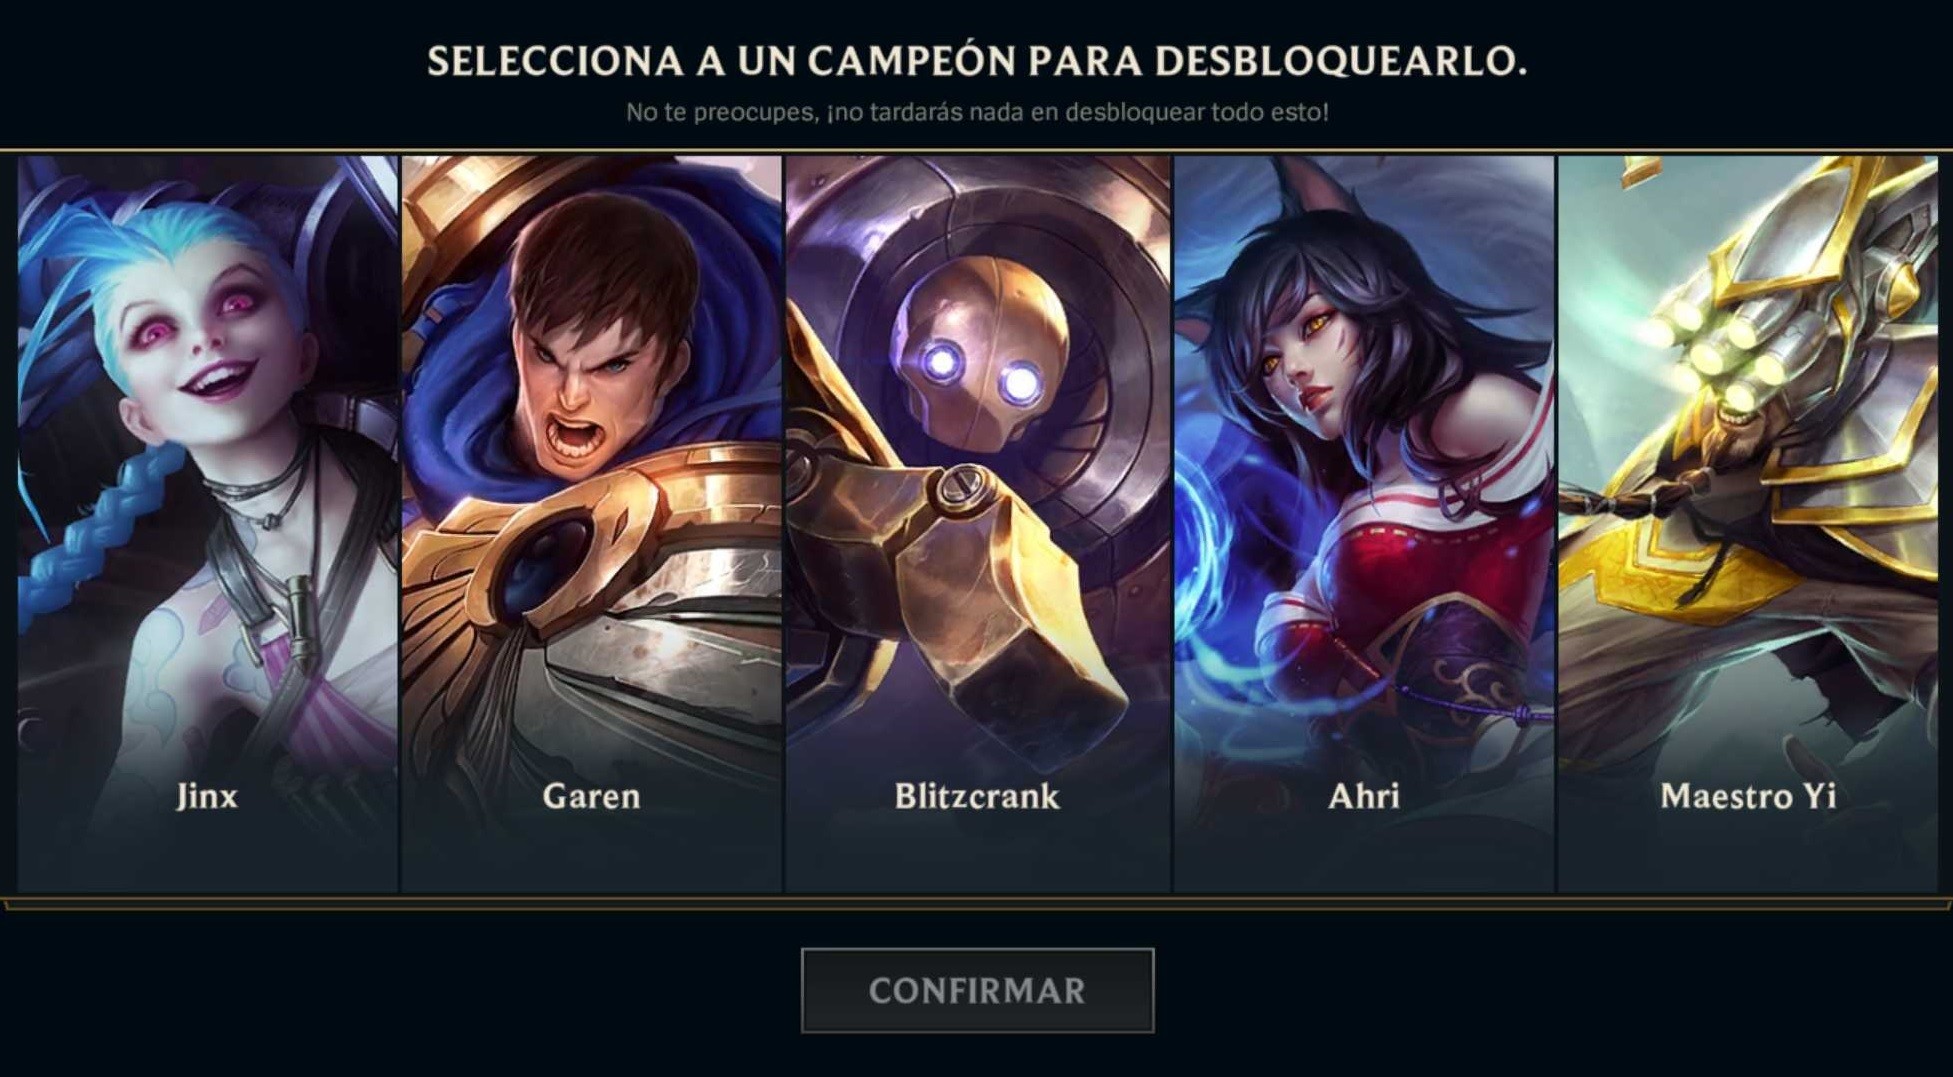 SELECCIONA A UN CAMPEÓN PARA DESBLOQUEARLO.
No te preocupes, ¡no tardarás nada en desbloquear todo esto!
Jinx
Garen
Blitzcrank
Ahri
Maestro Yi
CONFIRMAR